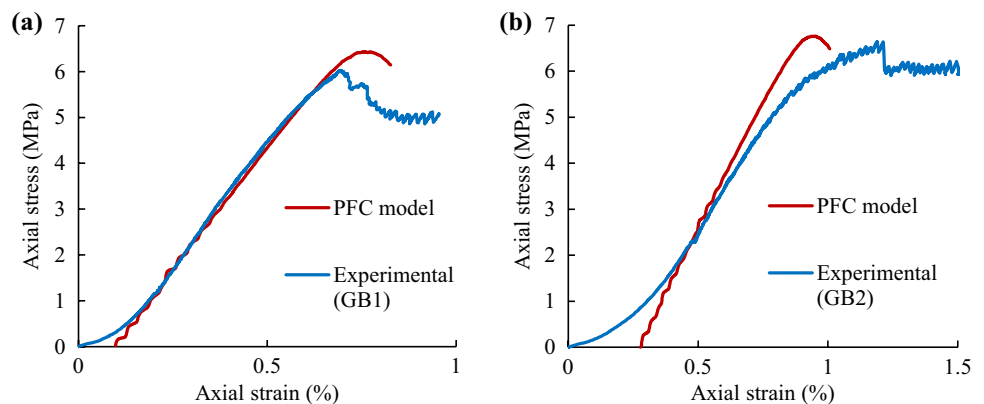 (a)
Axial stress (MPa)
7
6
5
4
3
2
1
0
0
0.5
1
Axial strain (%)
PFC model
Experimental
(GB1)
(b)
Axial stress (MPa)
7
6
5
4
3
2
1
0
0
0.5
1
1.5
Axial strain (%)
PFC model
Experimental
(GB2)